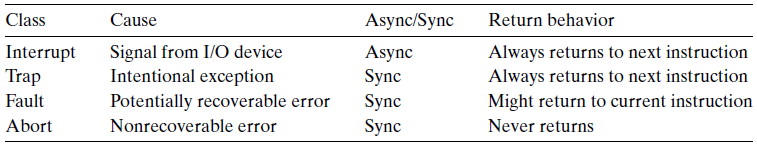 Class Cause Async/Sync Return behavior
Interrupt Signal from I/O device Async Always returns to next instruction
Trap Intentional exception Sync Always returns to next instruction
Fault Potentially recoverable error Sync Might return to current instruction
Abort Nonrecoverable error Sync Never returns